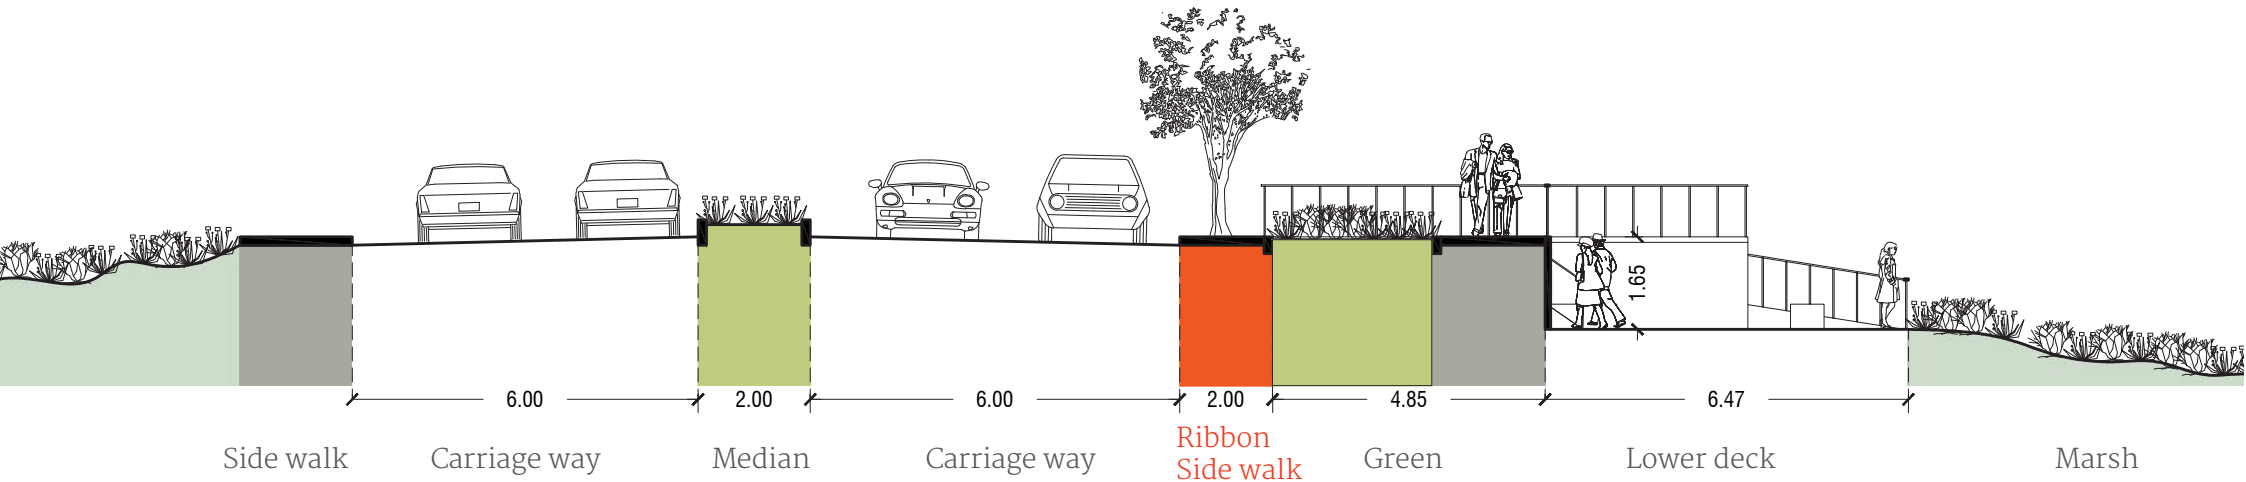 1.65
6.00
2.00
6.00
2.00
4.85
6.47
Side walk
Carriage way
Median
Carriage way
Ribbon
Side walk
Green
Lower deck
Marsh